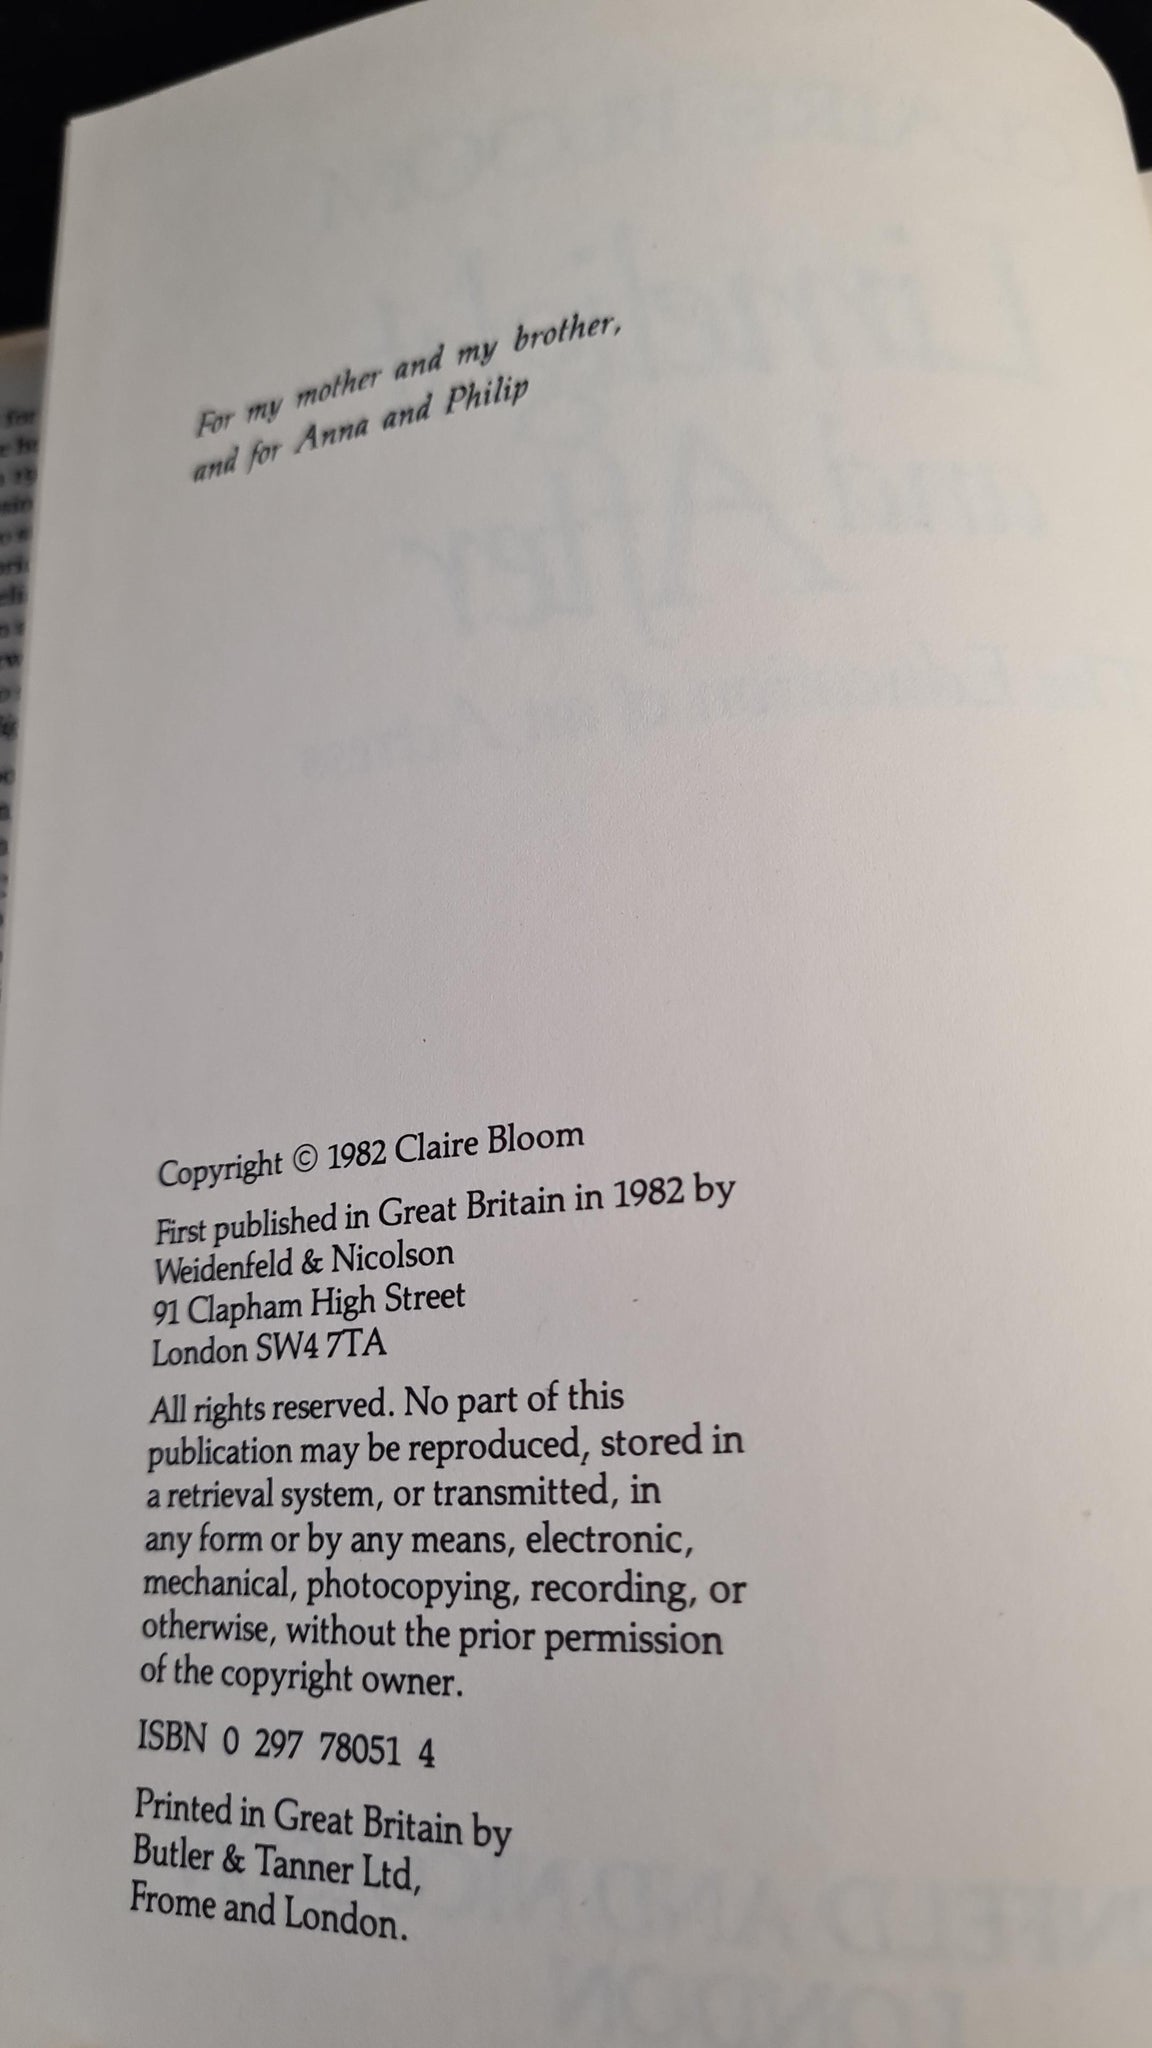 For my mother and my brother,
and for Anna and Philip
Copyright © 1982 Claire Bloom
First published in Great Britain in 1982 by
Weidenfeld & Nicolson
91 Clapham High Street
London SW4 7TA
All rights reserved. No part of this
publication may be reproduced, stored in
a retrieval system, or transmitted, in
any form or by any means, electronic,
mechanical, photocopying, recording, or
otherwise, without the prior permission
of the copyright owner.
ISBN 0 297 78051 4
Printed in Great Britain by
Butler & Tanner Ltd,
Frome and London.